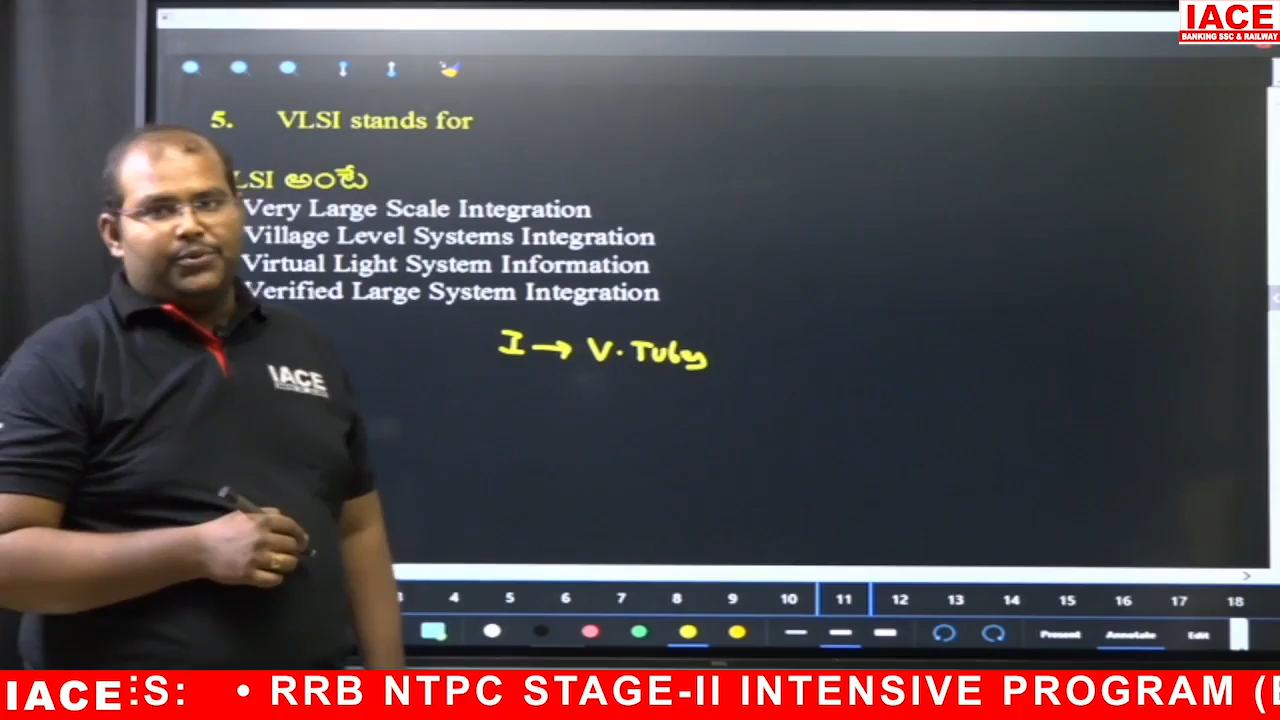 IACE
BANKING SSC & RAILWAY
5. VLSI stands for
LSI అంటే
Very Large Scale Integration
Village Level Systems Integration
Virtual Light System Information
Verified Large System Integration
I → V. Tubes
IACE
4 5 6 7 8 9 10 11 12 13 14 15 16 17 18
Present Annotate Edit
IACE S: • RRB NTPC STAGE-II INTENSIVE PROGRAM (